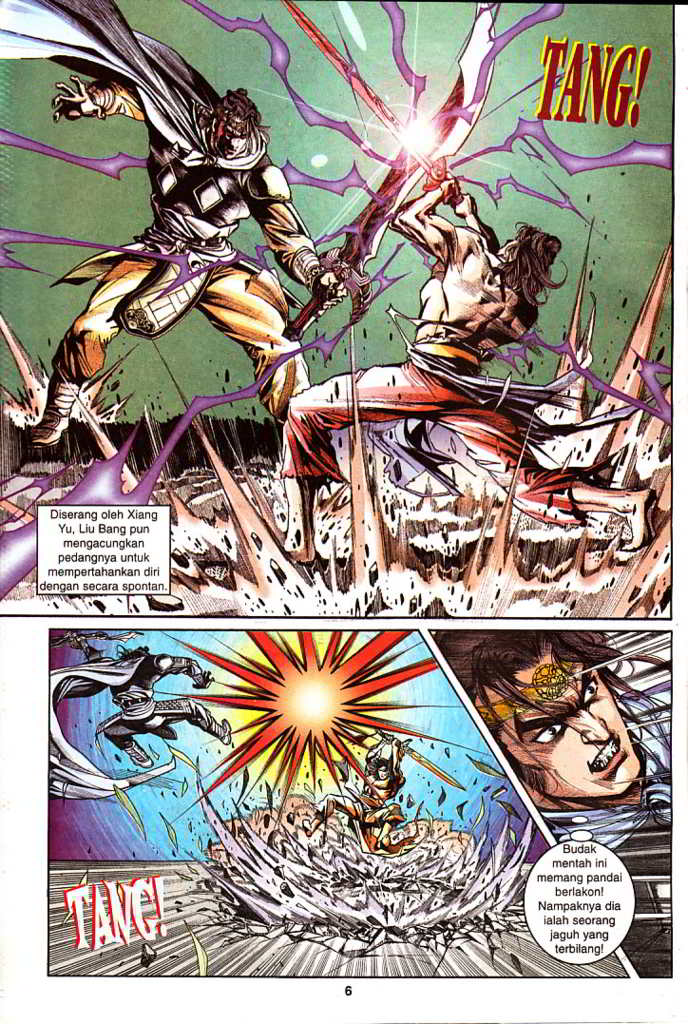 TANG!
Diserang oleh Xiang
Yu, Liu Bang pun
mengacungkan
pedangnya untuk
mempertahankan diri
dengan secara spontan.
TANG!
Budak
mentah ini
memang pandai
berlakon!
Nampaknya dia
ialah seorang
jaguh yang
terbilang!
6